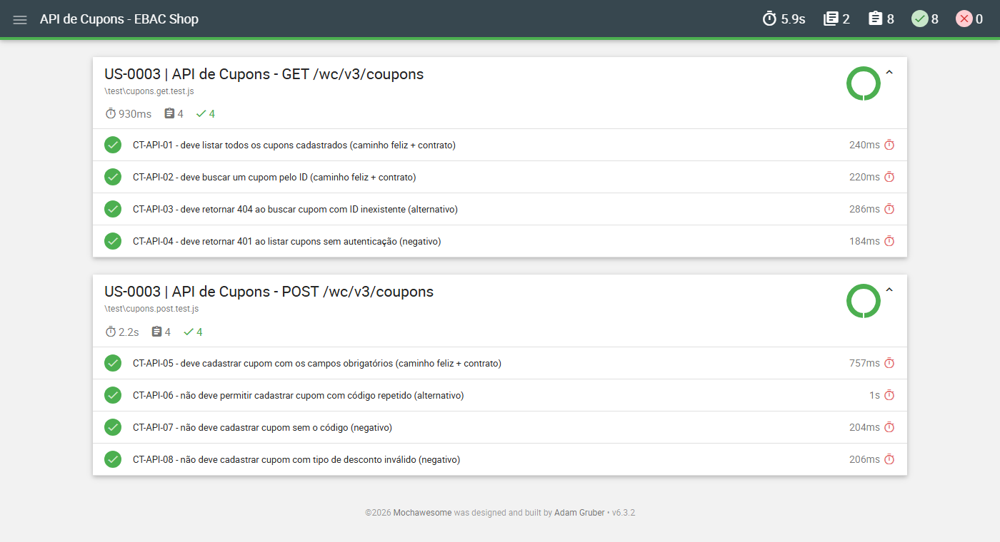 API de Cupons - EBAC Shop 5.9s 2 8 8 0
US-0003 | API de Cupons - GET /wc/v3/coupons
\test\cupons.get.test.js
930ms 4 4
CT-API-01 - deve listar todos os cupons cadastrados (caminho feliz + contrato) 240ms
CT-API-02 - deve buscar um cupom pelo ID (caminho feliz + contrato) 220ms
CT-API-03 - deve retornar 404 ao buscar cupom com ID inexistente (alternativo) 286ms
CT-API-04 - deve retornar 401 ao listar cupons sem autenticação (negativo) 184ms
US-0003 | API de Cupons - POST /wc/v3/coupons
\test\cupons.post.test.js
2.2s 4 4
CT-API-05 - deve cadastrar cupom com os campos obrigatórios (caminho feliz + contrato) 757ms
CT-API-06 - não deve permitir cadastrar cupom com código repetido (alternativo) 1s
CT-API-07 - não deve cadastrar cupom sem o código (negativo) 204ms
CT-API-08 - não deve cadastrar cupom com tipo de desconto inválido (negativo) 206ms
©2026 Mochawesome was designed and built by Adam Gruber • v6.3.2